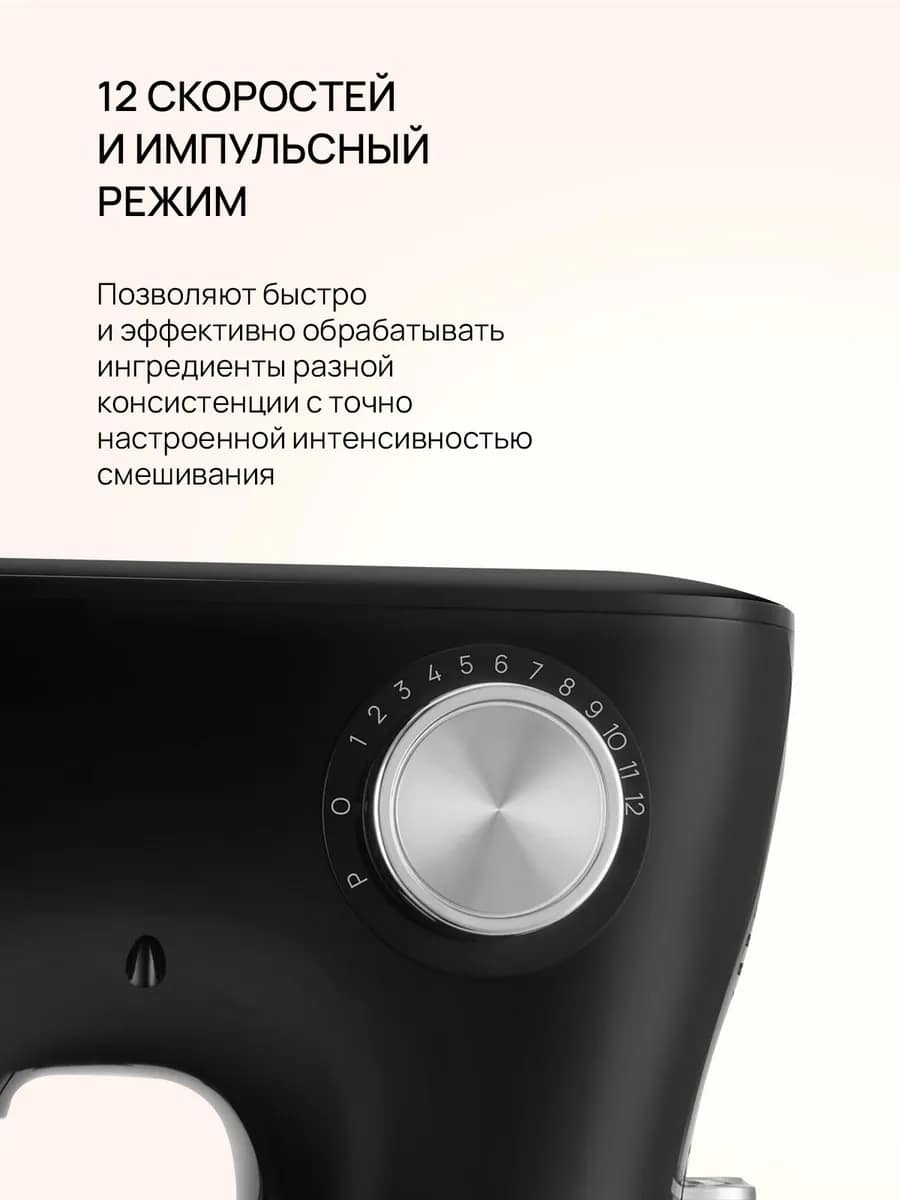 12 СКОРОСТЕЙ
И ИМПУЛЬСНЫЙ
РЕЖИМ
Позволяют быстро
и эффективно обрабатывать
ингредиенты разной
консистенции с точно
настроенной интенсивностью
смешивания
P 0 1 2 3 4 5 6 7 8 9 10 11 12